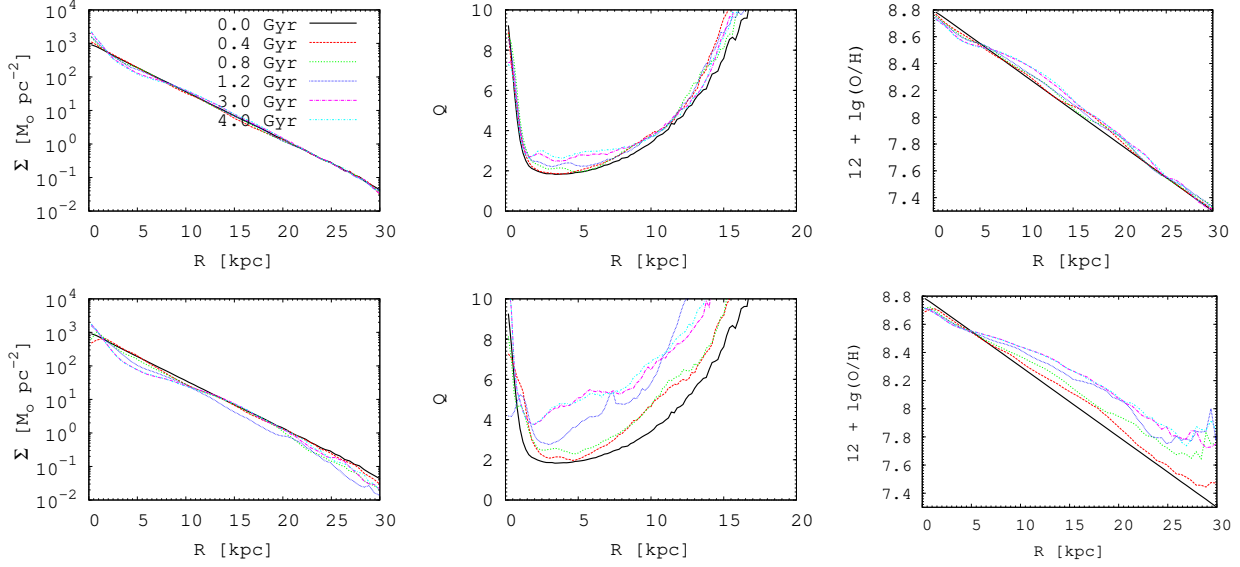 10^4
10^3
10^2
10^1
10^0
10^-1
10^-2
Σ [M_o pc^-2]
0.0 Gyr
0.4 Gyr
0.8 Gyr
1.2 Gyr
3.0 Gyr
4.0 Gyr
0 5 10 15 20 25 30
R [kpc]
10
8
6
4
2
0
Q
0 5 10 15 20
R [kpc]
8.8
8.6
8.4
8.2
8
7.8
7.6
7.4
12 + lg(O/H)
0 5 10 15 20 25 30
R [kpc]
10^4
10^3
10^2
10^1
10^0
10^-1
10^-2
Σ [M_o pc^-2]
0 5 10 15 20 25 30
R [kpc]
10
8
6
4
2
0
Q
0 5 10 15 20
R [kpc]
8.8
8.6
8.4
8.2
8
7.8
7.6
7.4
12 + lg(O/H)
0 5 10 15 20 25 30
R [kpc]